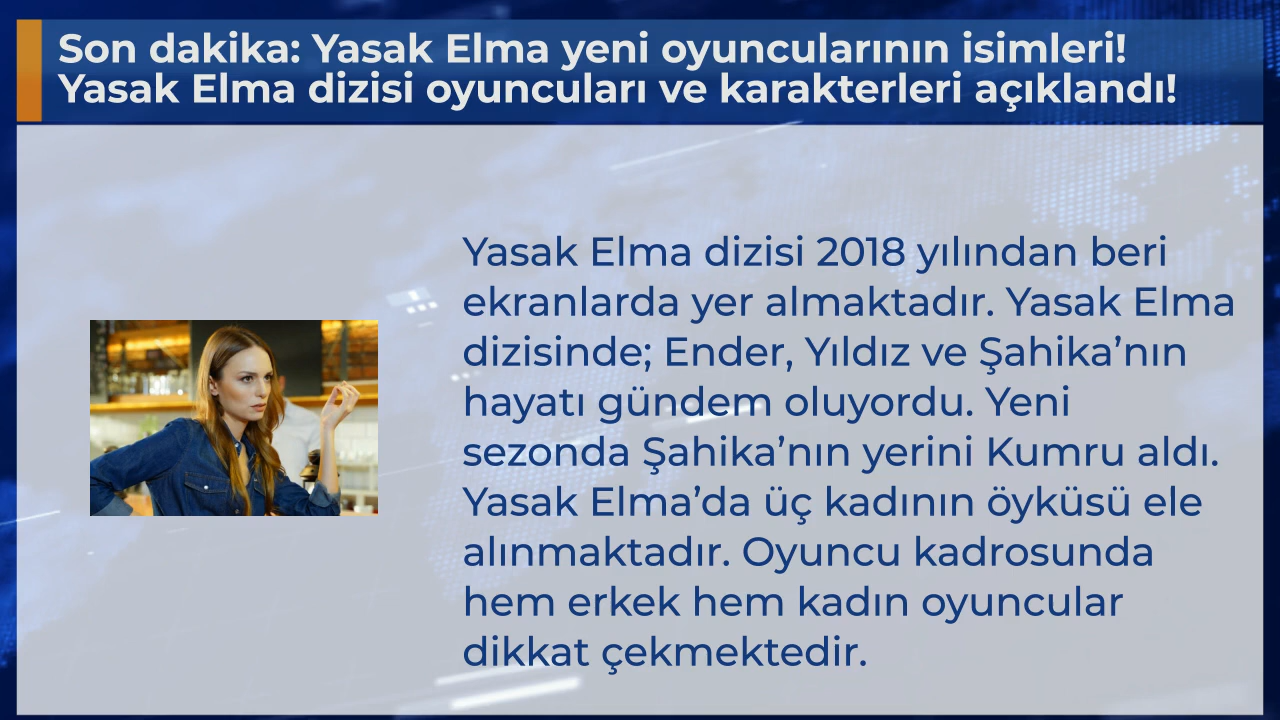 Son dakika: Yasak Elma yeni oyuncularının isimleri!
Yasak Elma dizisi oyuncuları ve karakterleri açıklandı!
Yasak Elma dizisi 2018 yılından beri
ekranlarda yer almaktadır. Yasak Elma
dizisinde; Ender, Yıldız ve Şahika’nın
hayatı gündem oluyordu. Yeni
sezonda Şahika’nın yerini Kumru aldı.
Yasak Elma’da üç kadının öyküsü ele
alınmaktadır. Oyuncu kadrosunda
hem erkek hem kadın oyuncular
dikkat çekmektedir.